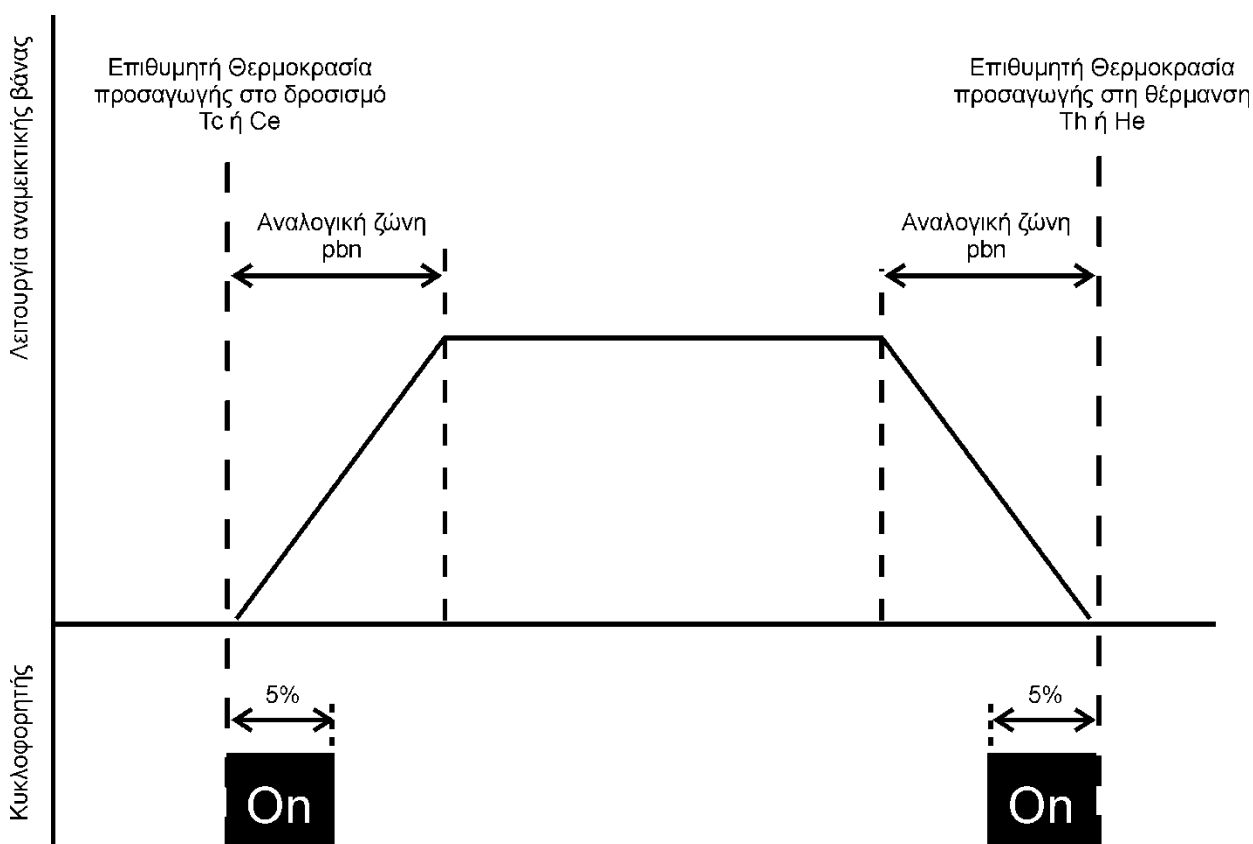 Λειτουργία αναμεικτικής βάνας
Επιθυμητή Θερμοκρασία
προσαγωγής στο δροσισμό
Tc ή Ce
Επιθυμητή Θερμοκρασία
προσαγωγής στη θέρμανση
Th ή He
Αναλογική ζώνη
pbn
Αναλογική ζώνη
pbn
Κυκλοφορητής
5%
5%
On
On